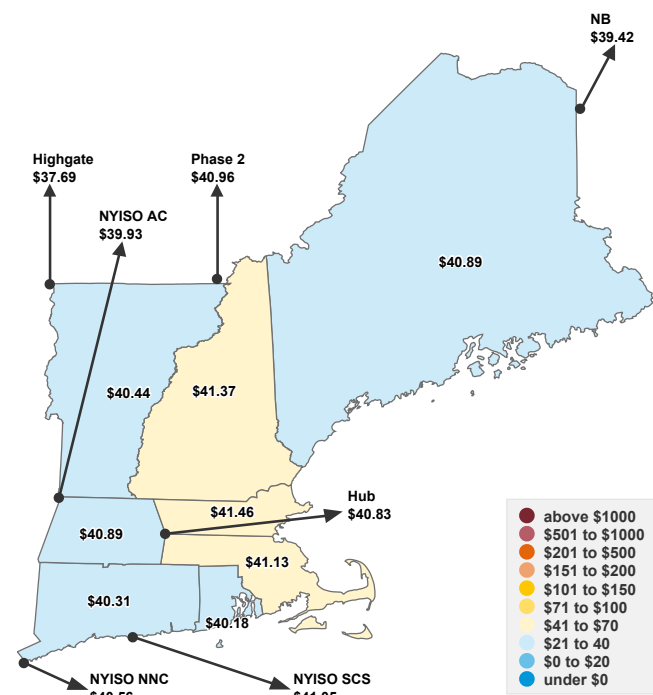 NB
$39.42
Highgate
$37.69
Phase 2
$40.96
NYISO AC
$39.93
$40.89
$40.44
$41.37
Hub
$40.83
$41.46
$40.89
$41.13
$40.31
$40.18
NYISO NNC
NYISO SCS
above $1000
$501 to $1000
$201 to $500
$151 to $200
$101 to $150
$71 to $100
$41 to $70
$21 to 40
$0 to $20
under $0